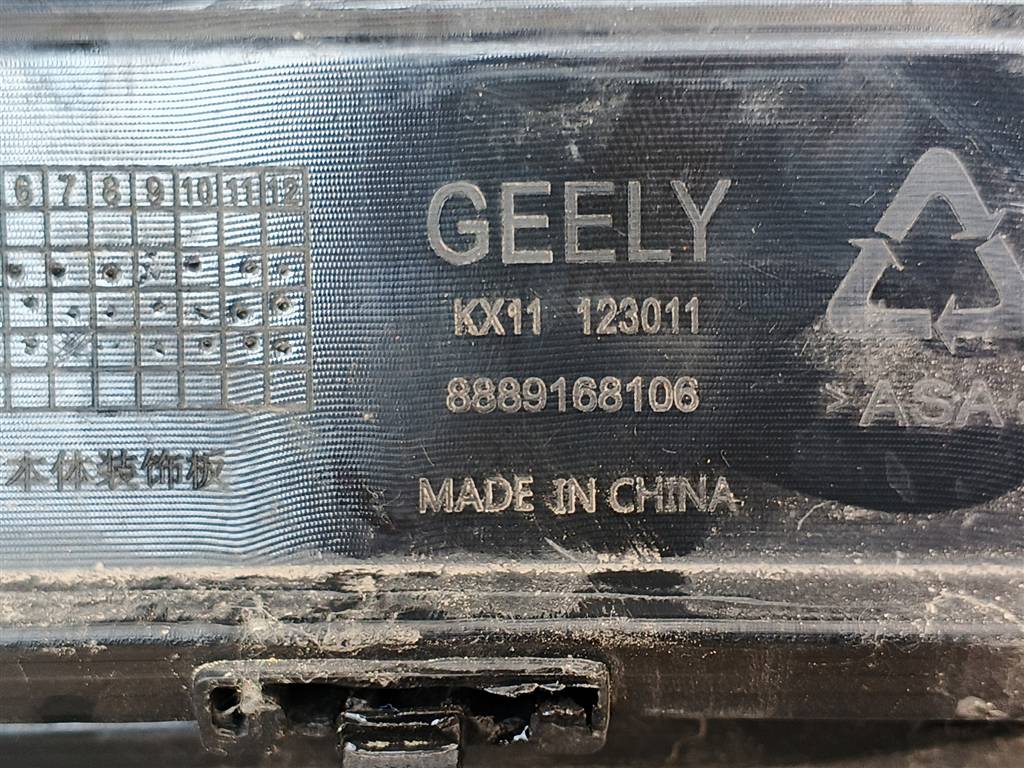 6 7 8 9 10 11 12
GEELY
KX11 123011
8889168106
>ASA
本体装饰板
MADE IN CHINA